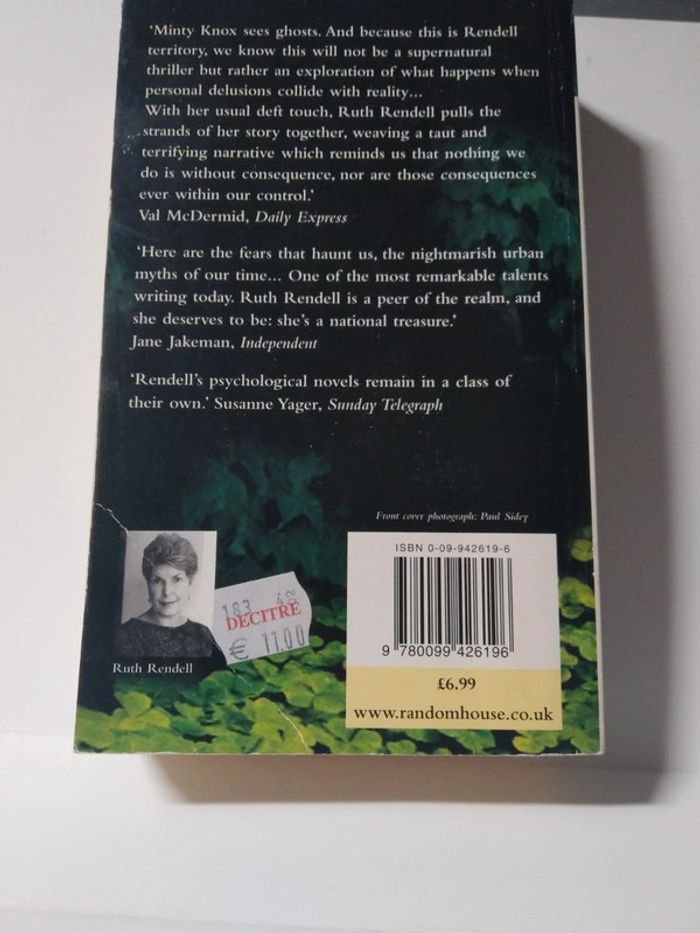 ‘Minty Knox sees ghosts. And because this is Rendell
territory, we know this will not be a supernatural
thriller but rather an exploration of what happens when
personal delusions collide with reality...
With her usual deft touch, Ruth Rendell pulls the
strands of her story together, weaving a taut and
terrifying narrative which reminds us that nothing we
do is without consequence, nor are those consequences
ever within our control.’
Val McDermid, Daily Express
‘Here are the fears that haunt us, the nightmarish urban
myths of our time... One of the most remarkable talents
writing today. Ruth Rendell is a peer of the realm, and
she deserves to be: she’s a national treasure.’
Jane Jakeman, Independent
‘Rendell’s psychological novels remain in a class of
their own.’ Susanne Yager, Sunday Telegraph
Front cover photograph: Paul Sidey
ISBN 0-09-942619-6
9 780099 426196
£6.99
www.randomhouse.co.uk
183
DECITRE
€ 11.00
Ruth Rendell